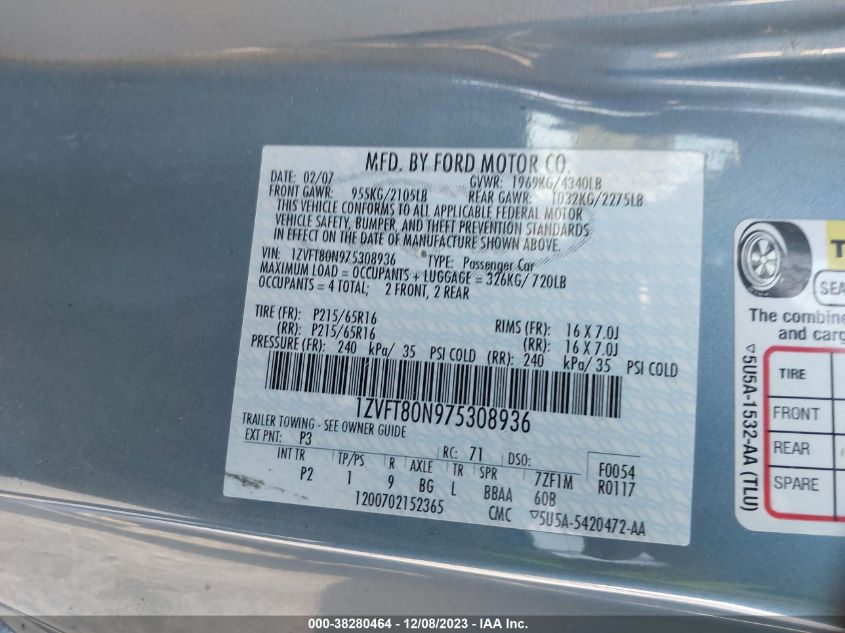 MFD. BY FORD MOTOR CO.
DATE: 02/07 GVWR: 1969KG/4340LB
FRONT GAWR: 955KG/2105LB REAR GAWR: 1032KG/2275LB
THIS VEHICLE CONFORMS TO ALL APPLICABLE FEDERAL MOTOR
VEHICLE SAFETY, BUMPER, AND THEFT PREVENTION STANDARDS
IN EFFECT ON THE DATE OF MANUFACTURE SHOWN ABOVE.
VIN: 1ZVFT80N975308936 TYPE: Passenger Car
MAXIMUM LOAD = OCCUPANTS + LUGGAGE = 326KG/720LB
OCCUPANTS = 4 TOTAL; 2 FRONT, 2 REAR
TIRE (FR): P215/65R16 RIMS (FR): 16 X 7.0J
(RR): P215/65R16 (RR): 16 X 7.0J
PRESSURE (FR): 240 kPa/ 35 PSI COLD (RR): 240 kPa/ 35 PSI COLD
1ZVFT80N975308936
TRAILER TOWING - SEE OWNER GUIDE
EXT PNT: P3 RC: 71 DSO: F0054
INT TR TP/PS R AXLE TR SPR 7ZF1M R0117
P2 1 9 BG L BBAA 60B
1200702152365 CMC ▽5U5A-5420472-AA
▽5U5A-1532-AA (TLU)
T
SEA
The combine
and carg
TIRE
FRONT
REAR
SPARE
000-38280464 - 12/08/2023 - IAA Inc.